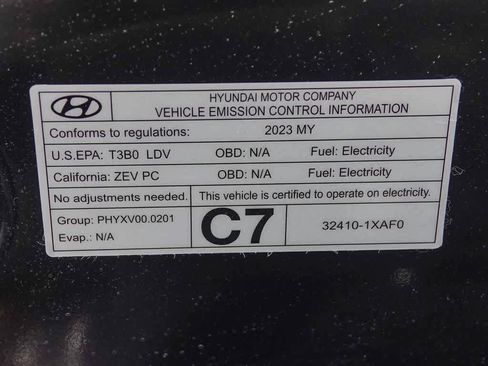 HYUNDAI MOTOR COMPANY
VEHICLE EMISSION CONTROL INFORMATION
Conforms to regulations: 2023 MY
U.S.EPA: T3B0 LDV OBD: N/A Fuel: Electricity
California: ZEV PC OBD: N/A Fuel: Electricity
No adjustments needed. This vehicle is certified to operate on electricity.
Group: PHYXV00.0201
Evap.: N/A
C7
32410-1XAF0